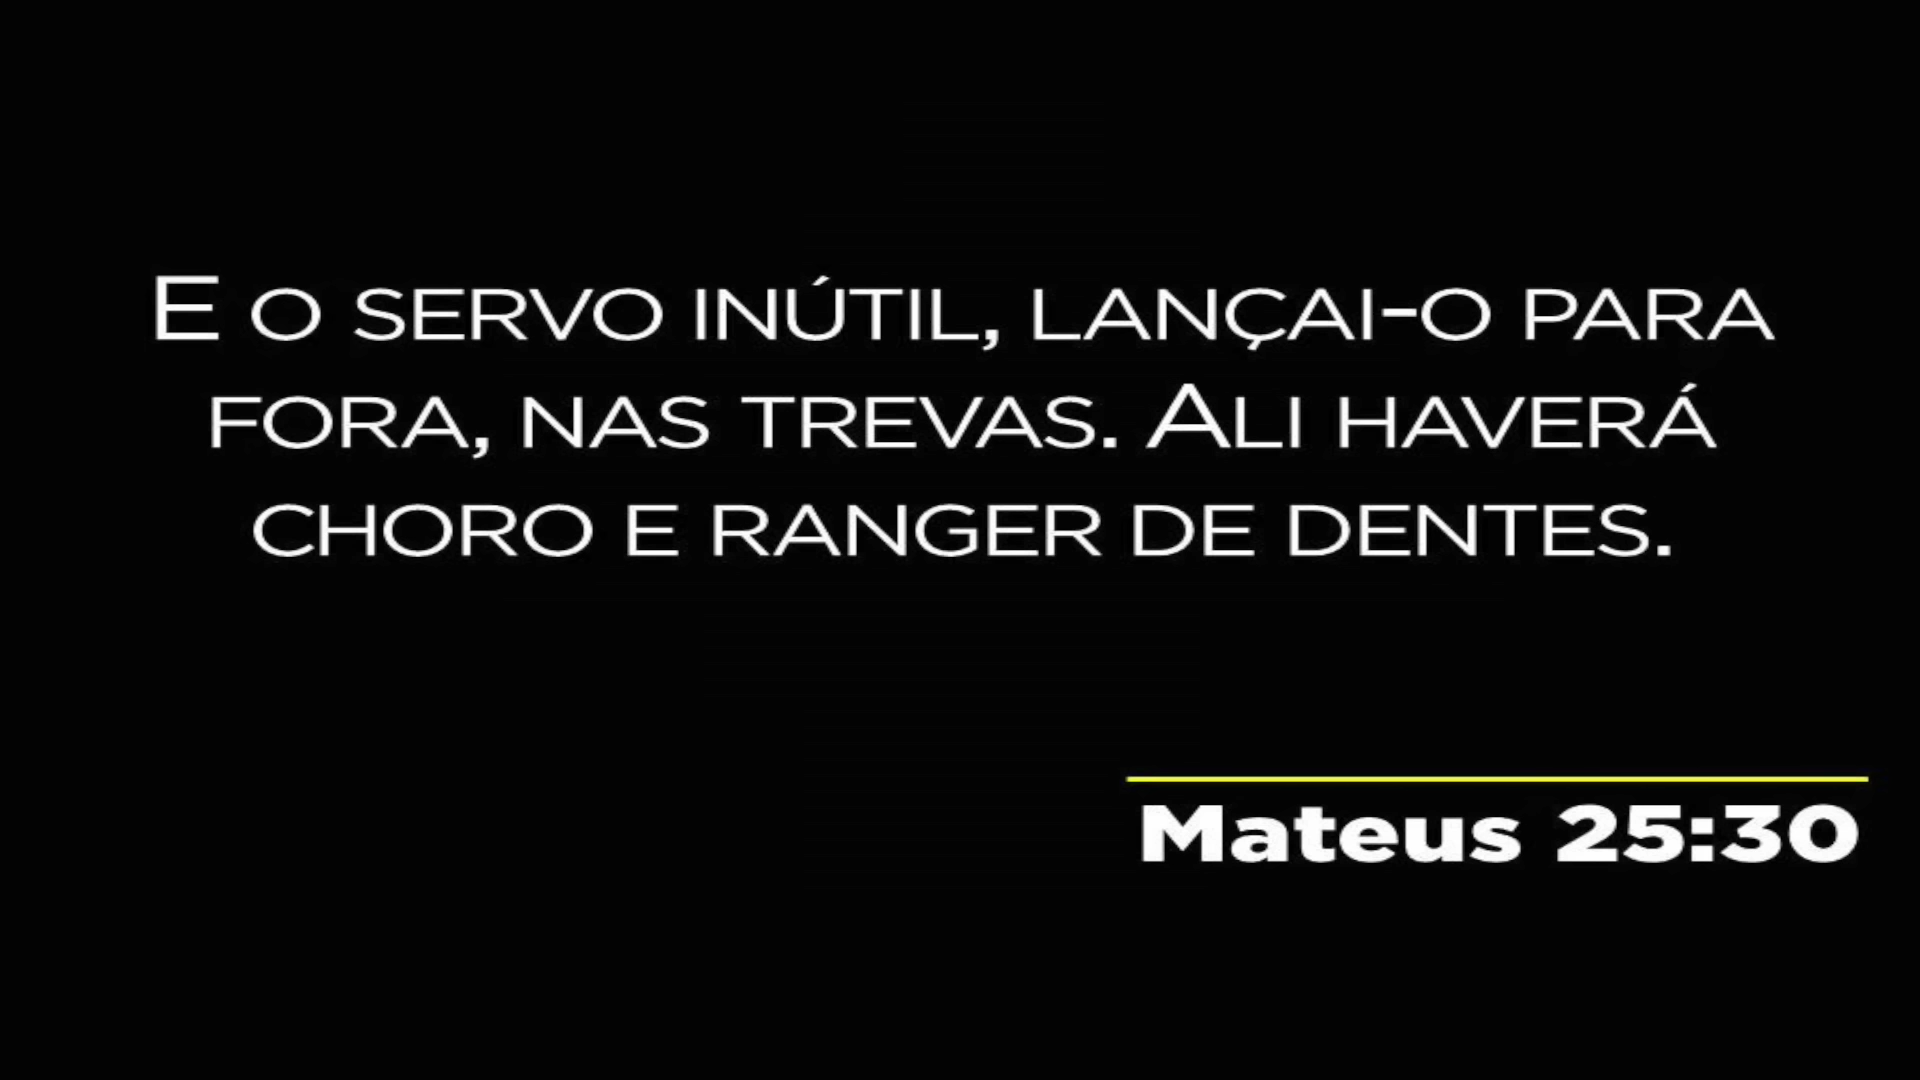 E O SERVO INÚTIL, LANÇAI-O PARA
FORA, NAS TREVAS. ALI HAVERÁ
CHORO E RANGER DE DENTES.
Mateus 25:30